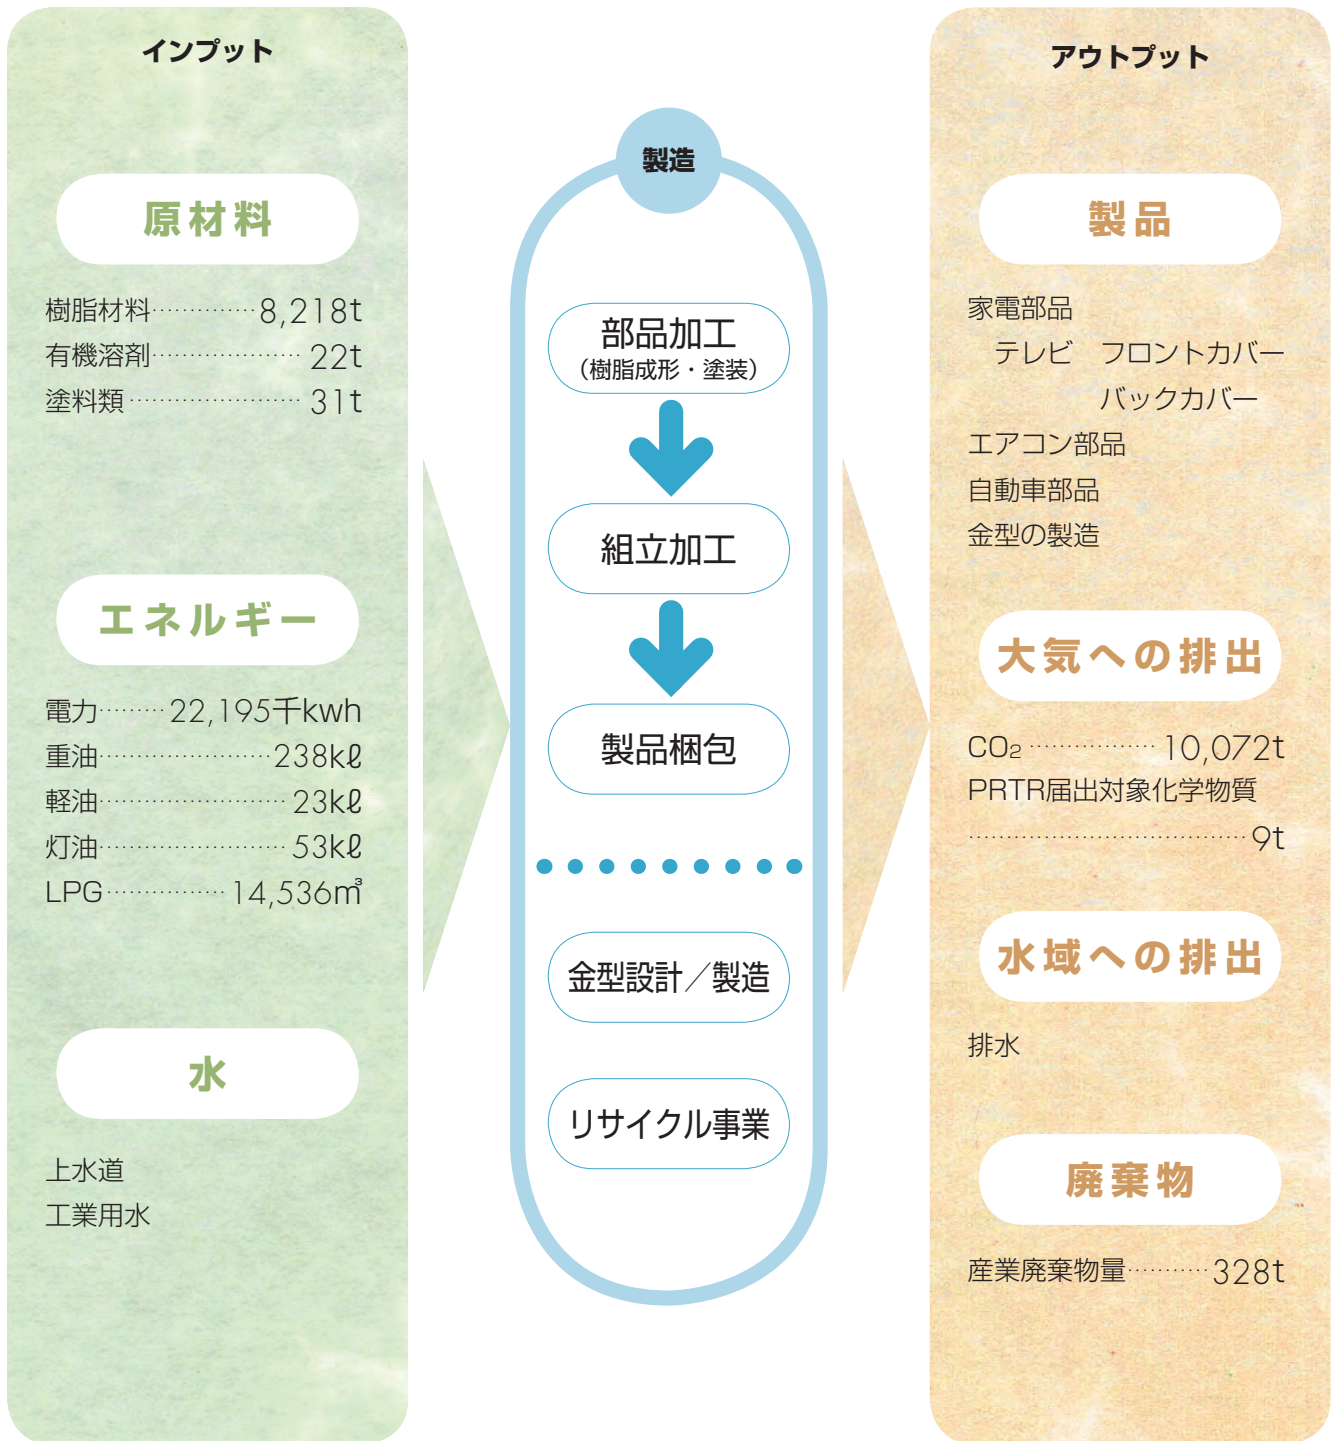 インプット
原材料
樹脂材料……………8,218t
有機溶剤…………………22t
塗料類……………………31t
エネルギー
電力………22,195千kwh
重油……………………238kℓ
軽油………………………23kℓ
灯油………………………53kℓ
LPG………………14,536㎥
水
上水道
工業用水
製造
部品加工
（樹脂成形・塗装）
組立加工
製品梱包
金型設計／製造
リサイクル事業
アウトプット
製品
家電部品
テレビ　フロントカバー
バックカバー
エアコン部品
自動車部品
金型の製造
大気への排出
CO₂………………10,072t
PRTR届出対象化学物質
…………………………………9t
水域への排出
排水
廃棄物
産業廃棄物量…………328t